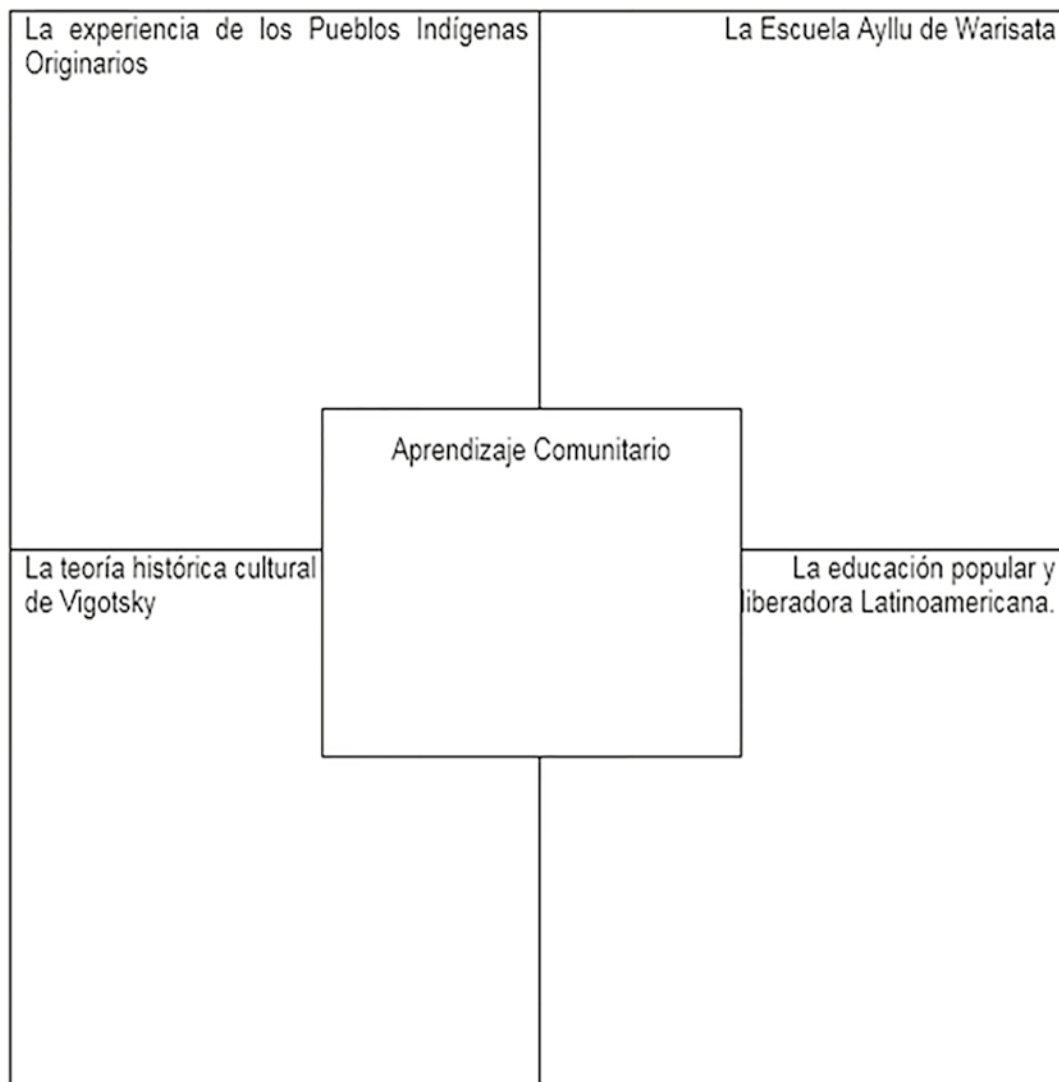 La experiencia de los Pueblos Indígenas
Originarios
La Escuela Ayllu de Warisata
Aprendizaje Comunitario
La teoría histórica cultural
de Vigotsky
La educación popular y
liberadora Latinoamericana.